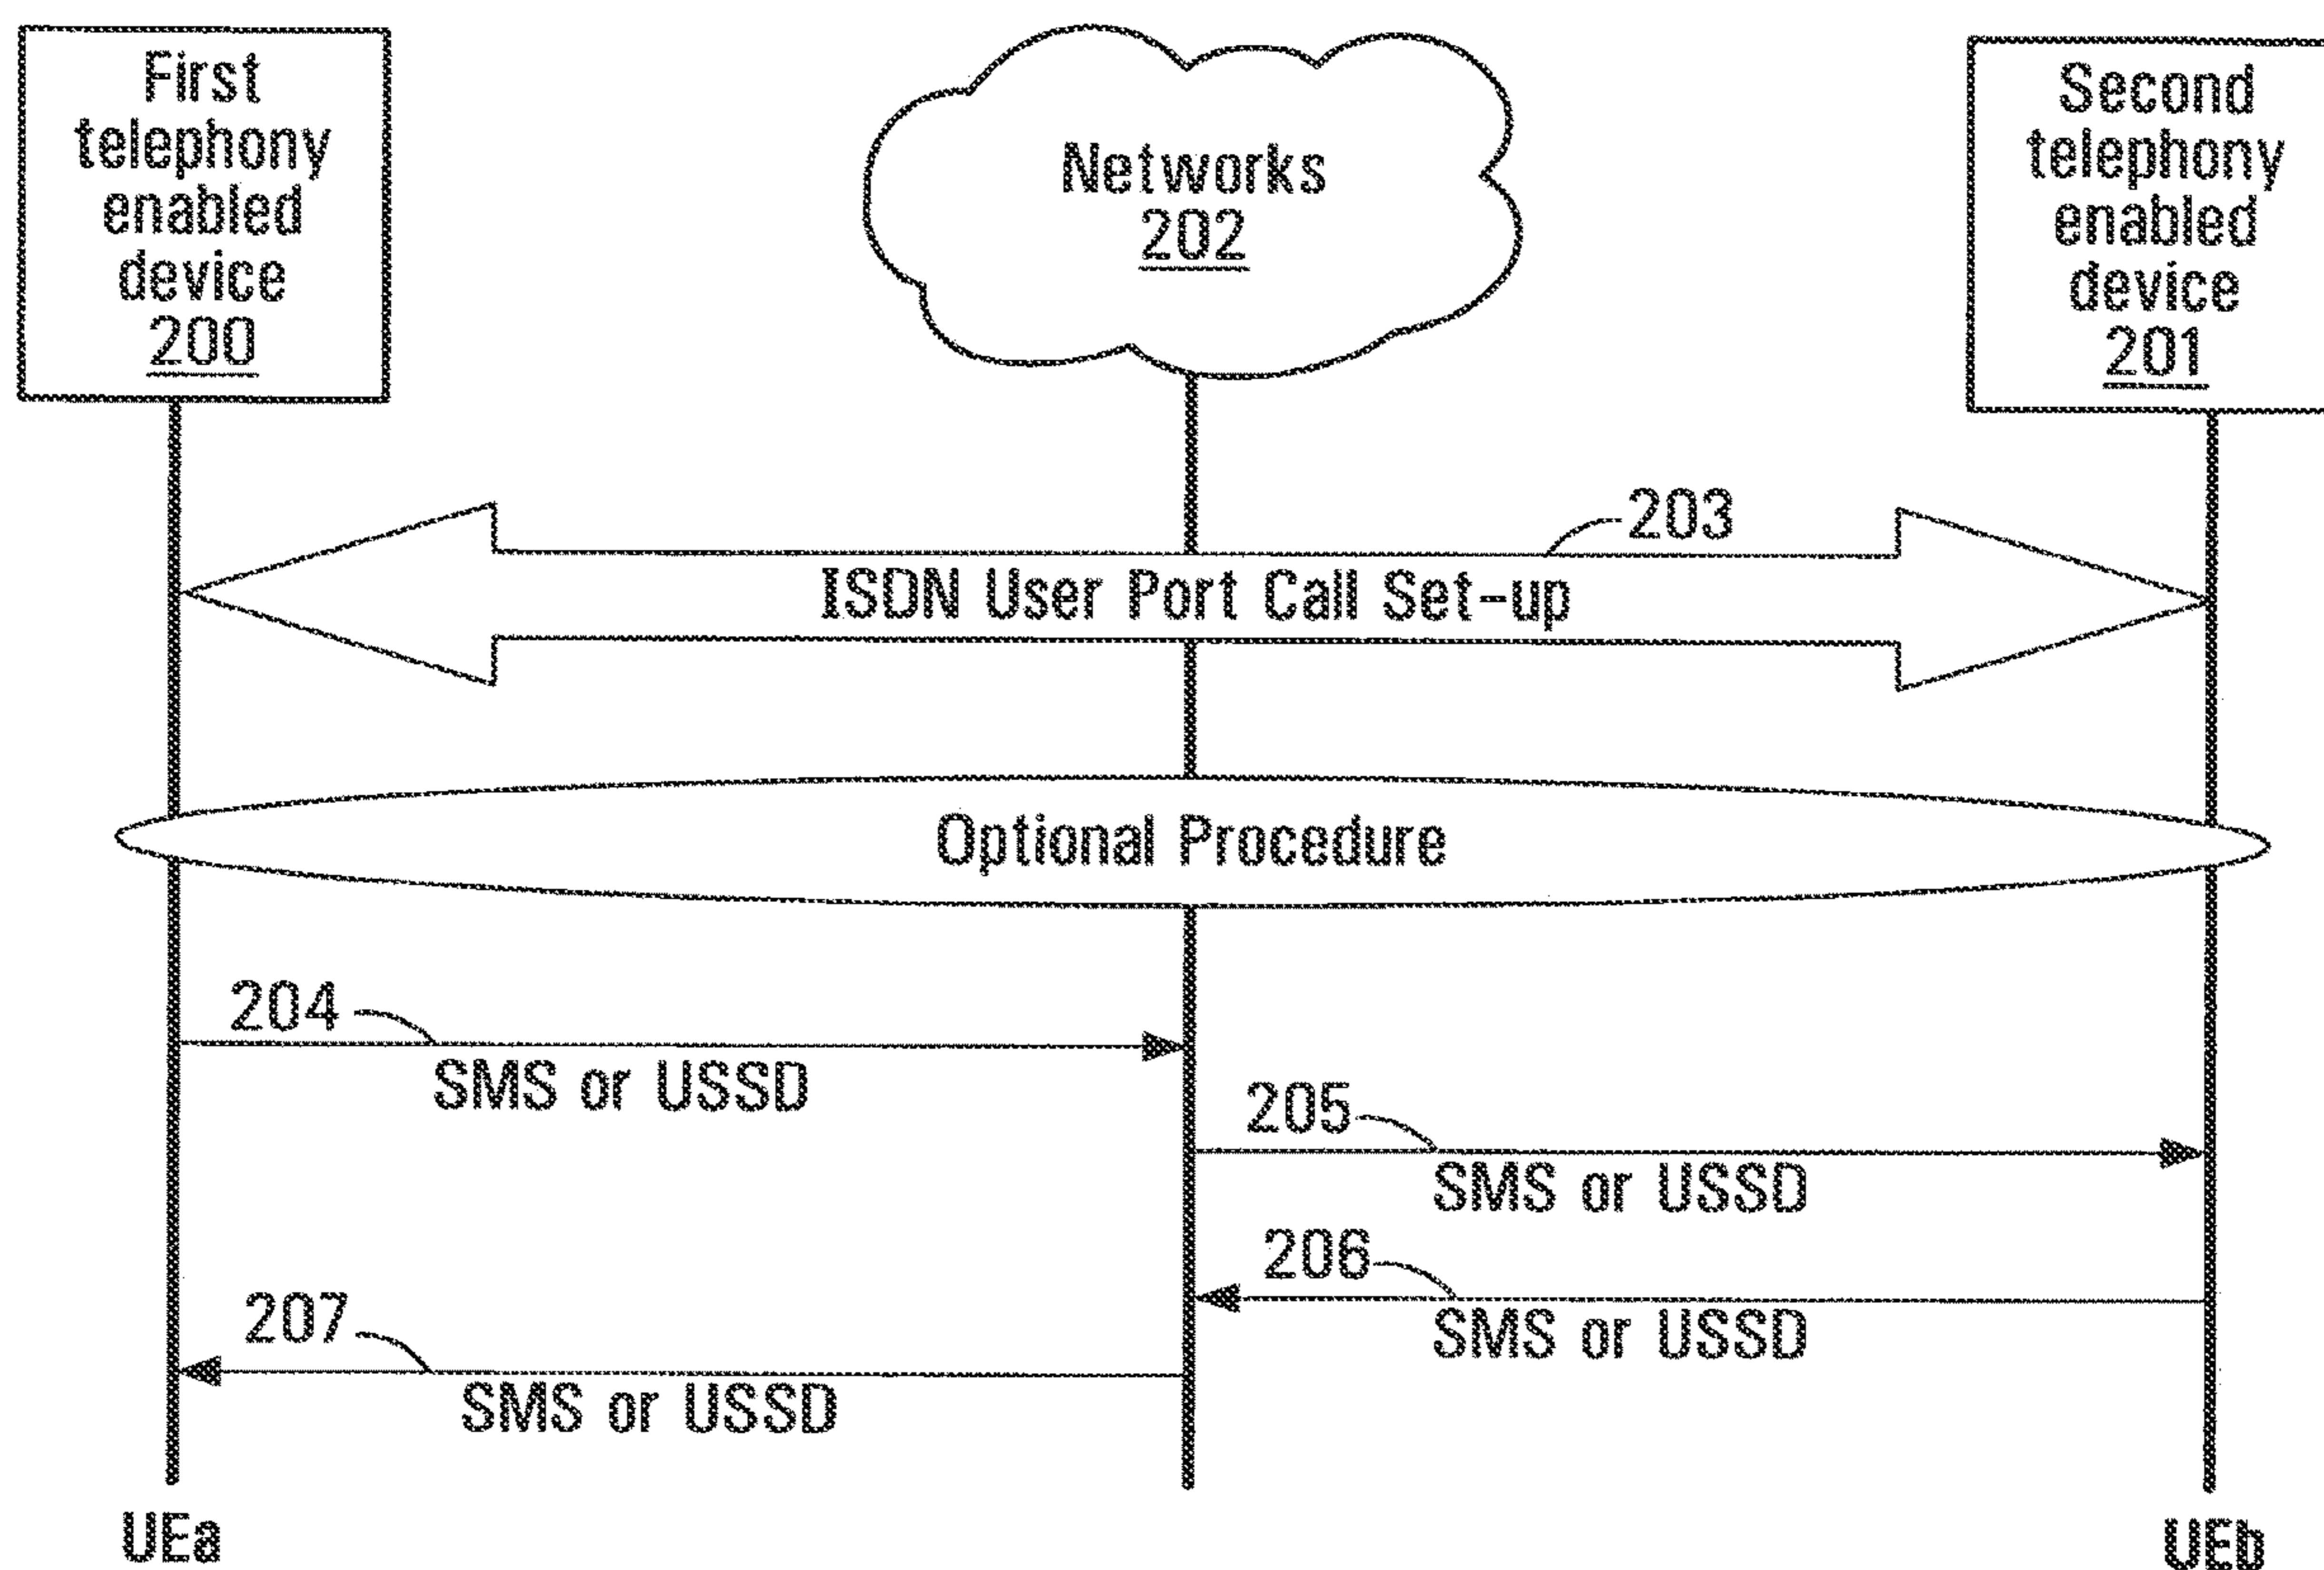 First
telephony
enabled
device
200
Networks
202
Second
telephony
enabled
device
201
203
ISDN User Port Call Set-up
Optional Procedure
204
SMS or USSD
205
SMS or USSD
206
SMS or USSD
207
SMS or USSD
UEa
UEb